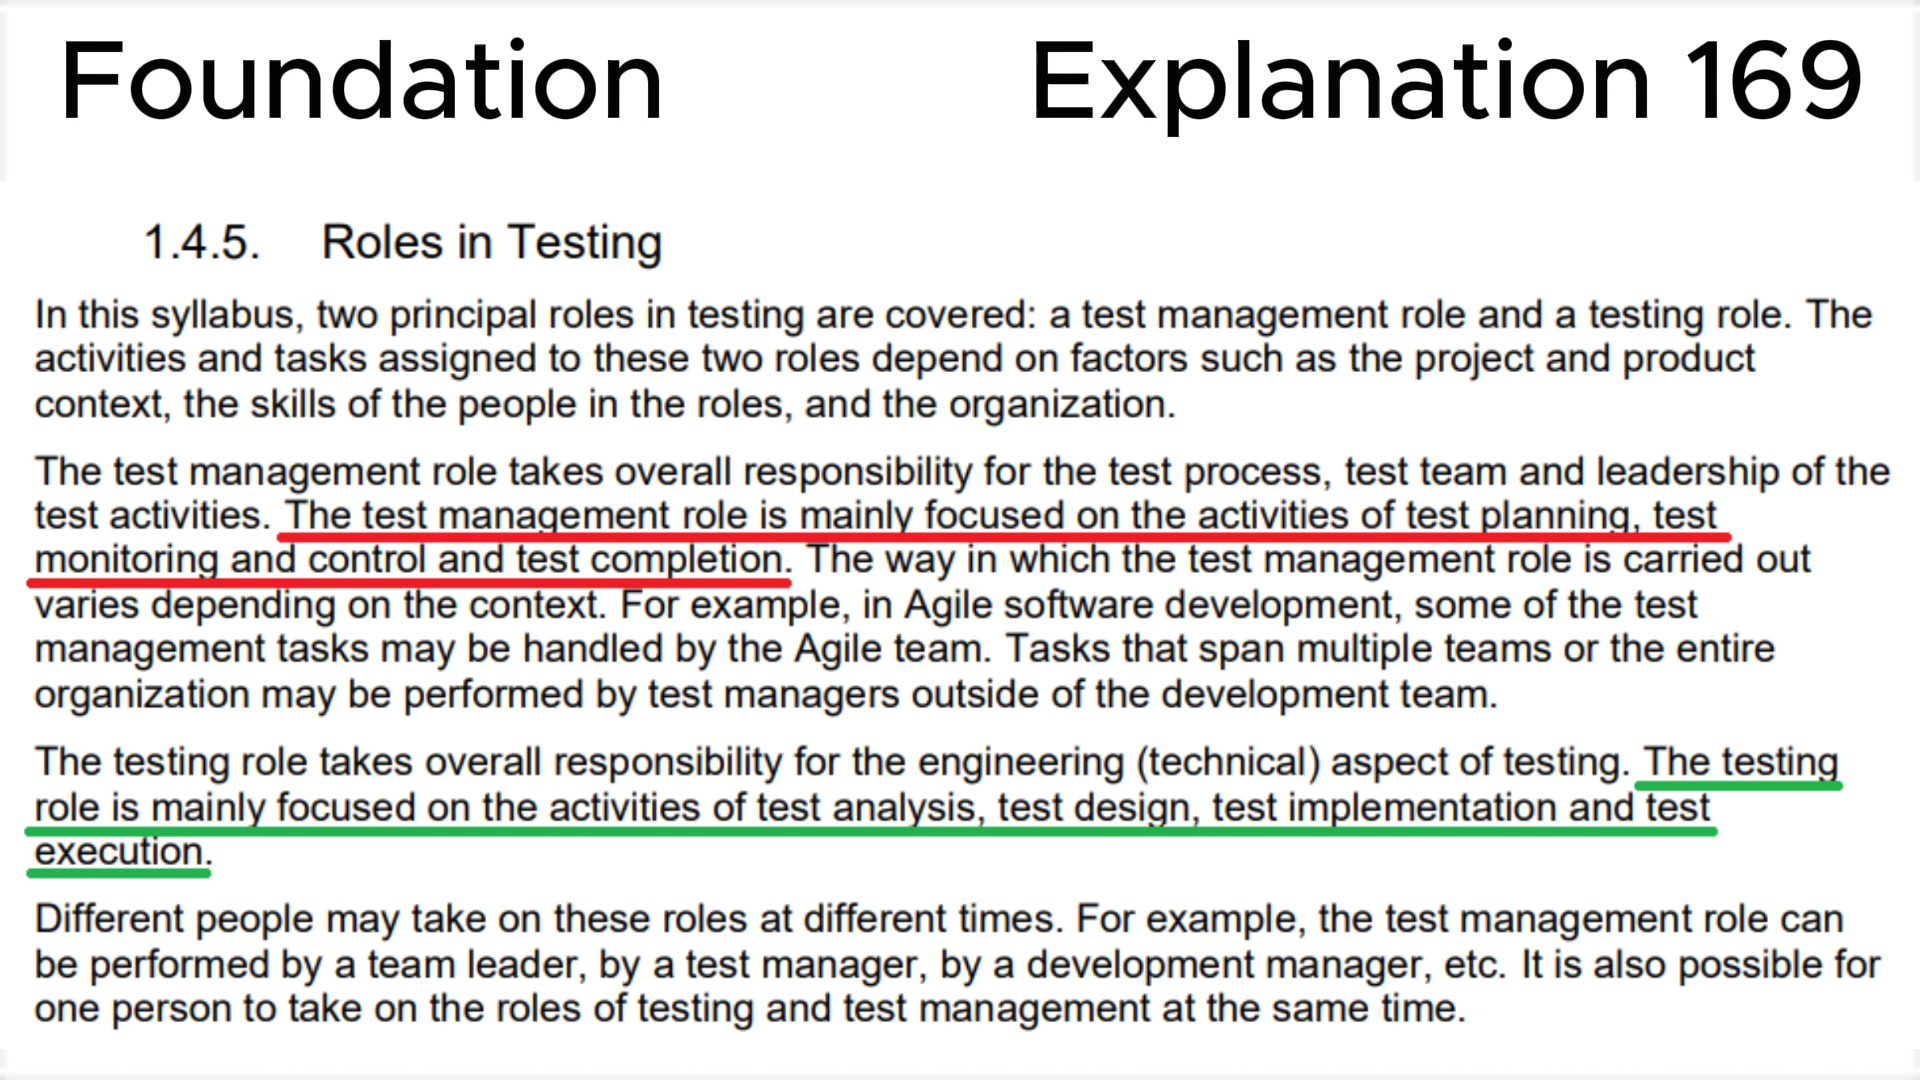 Foundation
Explanation 169
1.4.5. Roles in Testing
In this syllabus, two principal roles in testing are covered: a test management role and a testing role. The
activities and tasks assigned to these two roles depend on factors such as the project and product
context, the skills of the people in the roles, and the organization.
The test management role takes overall responsibility for the test process, test team and leadership of the
test activities. The test management role is mainly focused on the activities of test planning, test
monitoring and control and test completion. The way in which the test management role is carried out
varies depending on the context. For example, in Agile software development, some of the test
management tasks may be handled by the Agile team. Tasks that span multiple teams or the entire
organization may be performed by test managers outside of the development team.
The testing role takes overall responsibility for the engineering (technical) aspect of testing. The testing
role is mainly focused on the activities of test analysis, test design, test implementation and test
execution.
Different people may take on these roles at different times. For example, the test management role can
be performed by a team leader, by a test manager, by a development manager, etc. It is also possible for
one person to take on the roles of testing and test management at the same time.